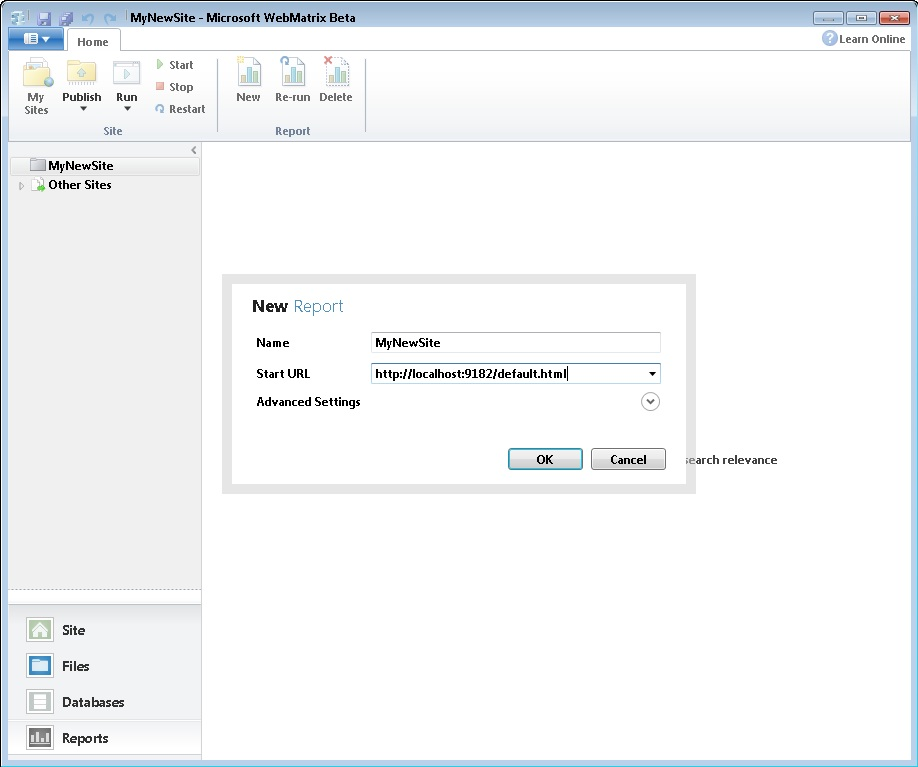 MyNewSite - Microsoft WebMatrix Beta
Home
Learn Online
My Sites
Publish
Run
Start
Stop
Restart
Site
New
Re-run
Delete
Report
MyNewSite
Other Sites
New Report
Name
MyNewSite
Start URL
http://localhost:9182/default.html
Advanced Settings
OK
Cancel
search relevance
Site
Files
Databases
Reports